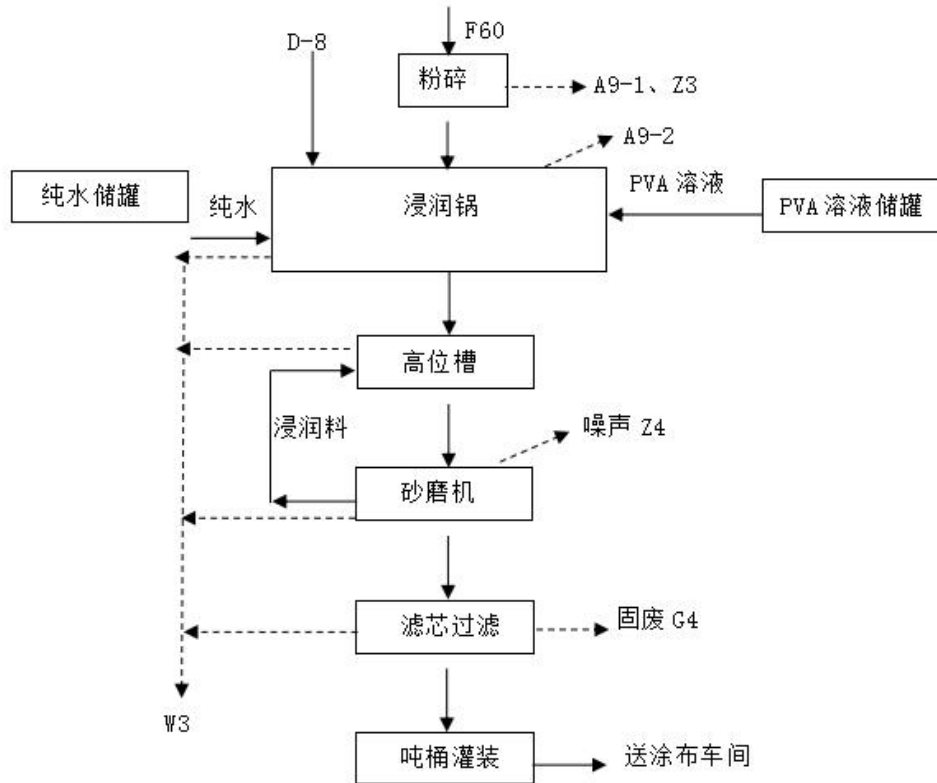 F60
D-8
粉碎
A9-1、Z3
A9-2
纯水储罐
纯水
浸润锅
PVA 溶液
PVA 溶液储罐
高位槽
浸润料
噪声 Z4
砂磨机
滤芯过滤
固废 G4
W3
吨桶灌装
送涂布车间